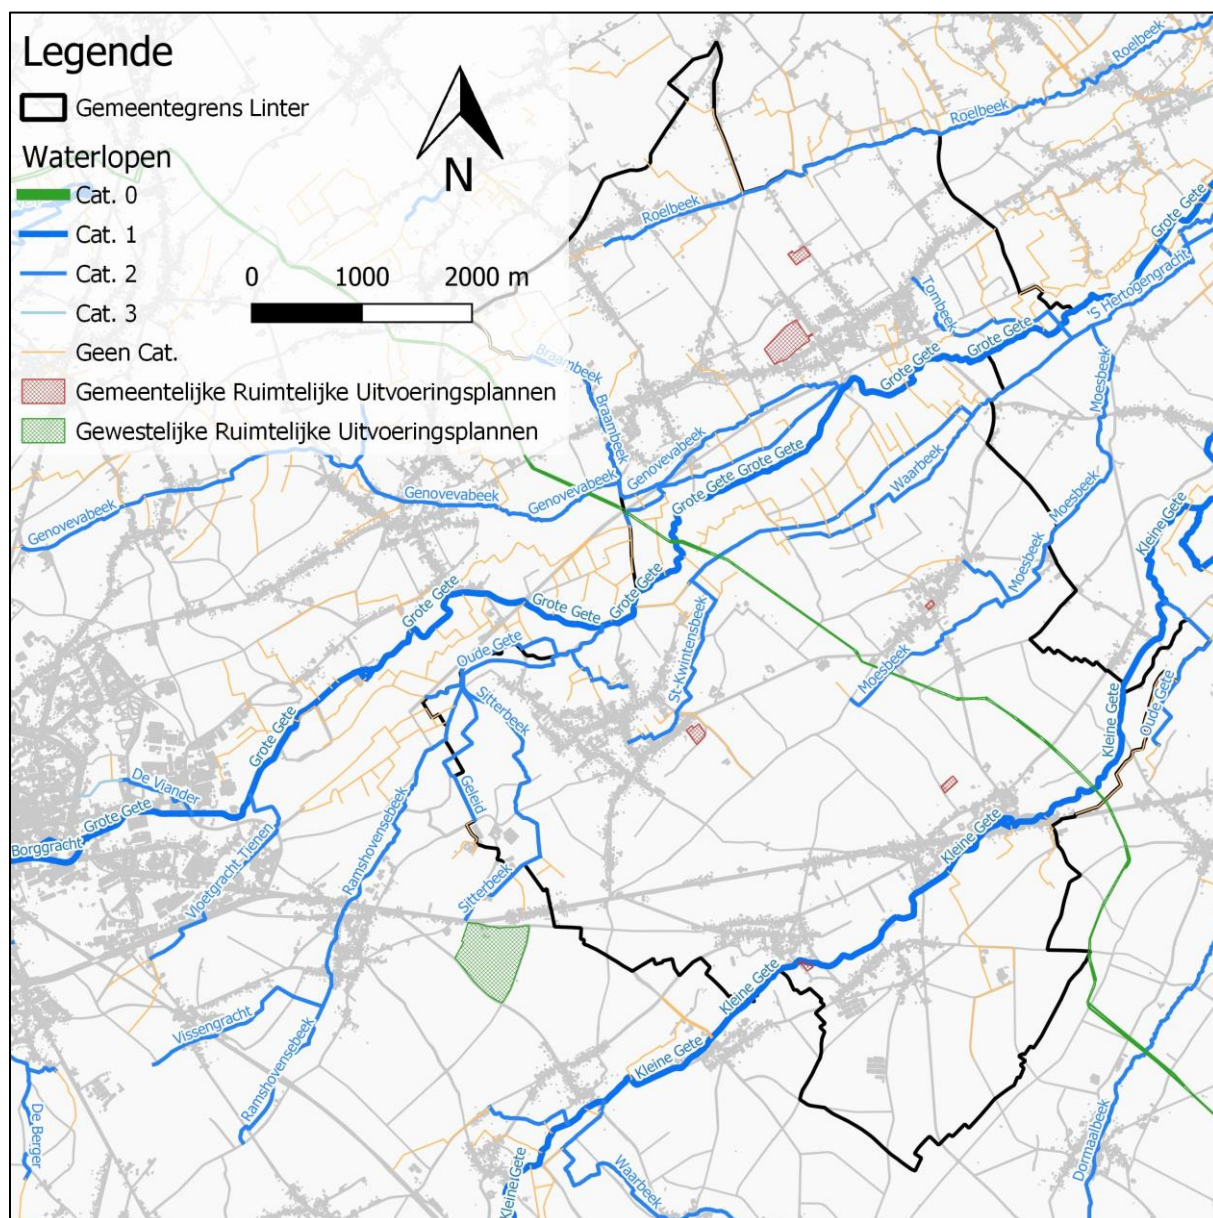 Legende
Gemeentegrens Linter
Waterlopen
Cat. 0
Cat. 1
Cat. 2
Cat. 3
Geen Cat.
Gemeentelijke Ruimtelijke Uitvoeringsplannen
Gewestelijke Ruimtelijke Uitvoeringsplannen
N
0 1000 2000 m
Roelbeek
Roelbeek
Roelbeek
Grote Gete
'S Hertogengracht
Tombeek
Grote Gete
Grote Gete
Moesbeek
Braambeek
Braambeek
Genovevabeek
Grote Gete
Grote Gete
Waarbeek
Genovevabeek
Genovevabeek
Genovevabeek
Moesbeek
Kleine Gete
Moesbeek
Grote Gete
Grote Gete
Grote Gete
Oude Gete
St-Kwintensbeek
Moesbeek
Sitterbeek
Kleine Gete
Oude Gete
Grote Gete
De Viander
Geleid
Grote Gete
Borggracht
Ramshovensebeek
Kleine Gete
Vloetgracht Tienen
Sitterbeek
Kleine Gete
Vissengracht
Ramshovensebeek
Kleine Gete
De Berger
Dormaalbeek
Kleine Gete
Waarbeek